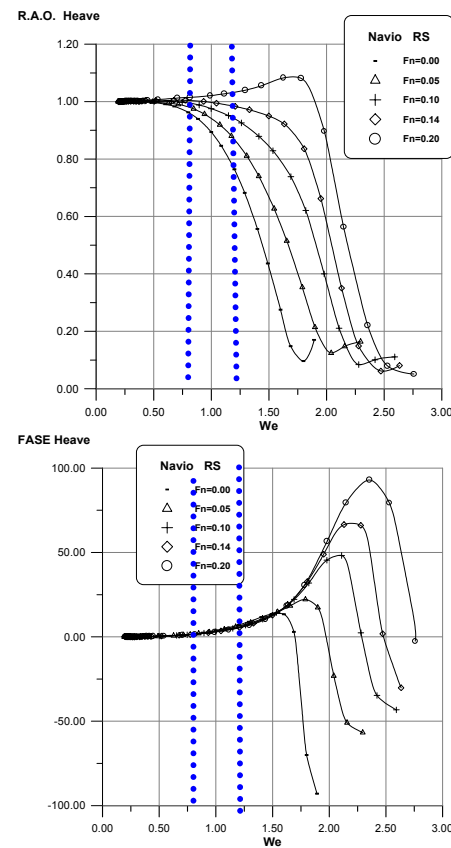 R.A.O. Heave
Navio RS
Fn=0.00
Fn=0.05
Fn=0.10
Fn=0.14
Fn=0.20
1.20
1.00
0.80
0.60
0.40
0.20
0.00
0.00 0.50 1.00 1.50 2.00 2.50 3.00
We
FASE Heave
Navio RS
Fn=0.00
Fn=0.05
Fn=0.10
Fn=0.14
Fn=0.20
100.00
50.00
0.00
-50.00
-100.00
0.00 0.50 1.00 1.50 2.00 2.50 3.00
We